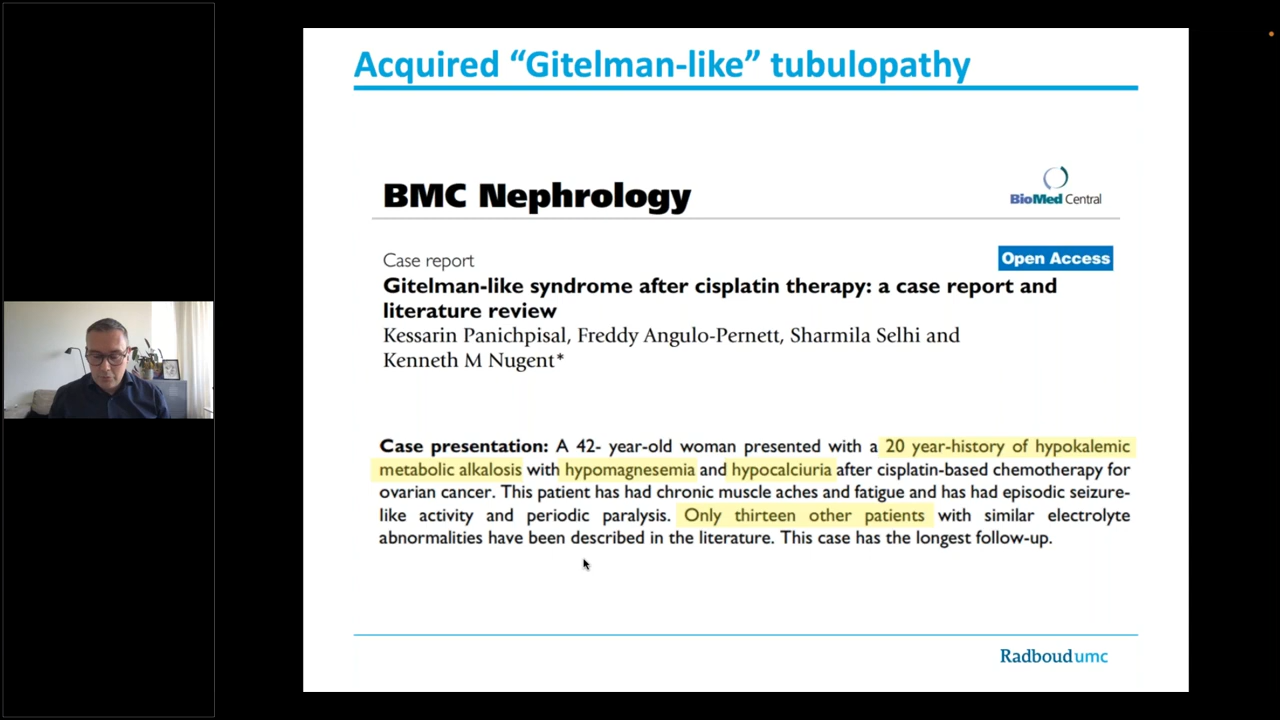 Acquired “Gitelman-like” tubulopathy
BMC Nephrology
BioMed Central
Case report
Open Access
Gitelman-like syndrome after cisplatin therapy: a case report and
literature review
Kessarin Panichpisal, Freddy Angulo-Pernett, Sharmila Selhi and
Kenneth M Nugent*
Case presentation: A 42- year-old woman presented with a 20 year-history of hypokalemic
metabolic alkalosis with hypomagnesemia and hypocalciuria after cisplatin-based chemotherapy for
ovarian cancer. This patient has had chronic muscle aches and fatigue and has had episodic seizure-
like activity and periodic paralysis. Only thirteen other patients with similar electrolyte
abnormalities have been described in the literature. This case has the longest follow-up.
Radboudumc